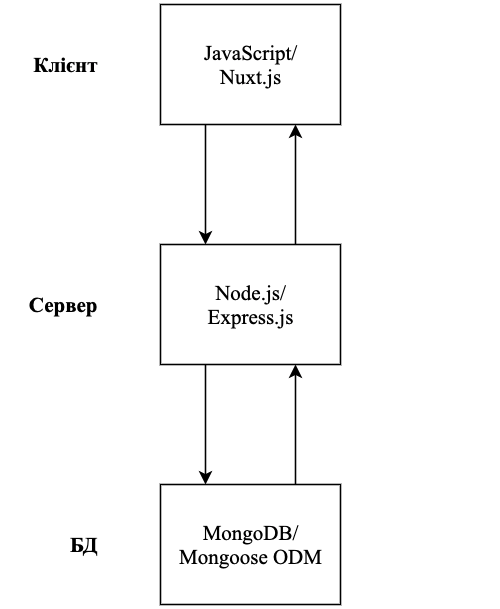 Клієнт
JavaScript/
Nuxt.js
Сервер
Node.js/
Express.js
БД
MongoDB/
Mongoose ODM